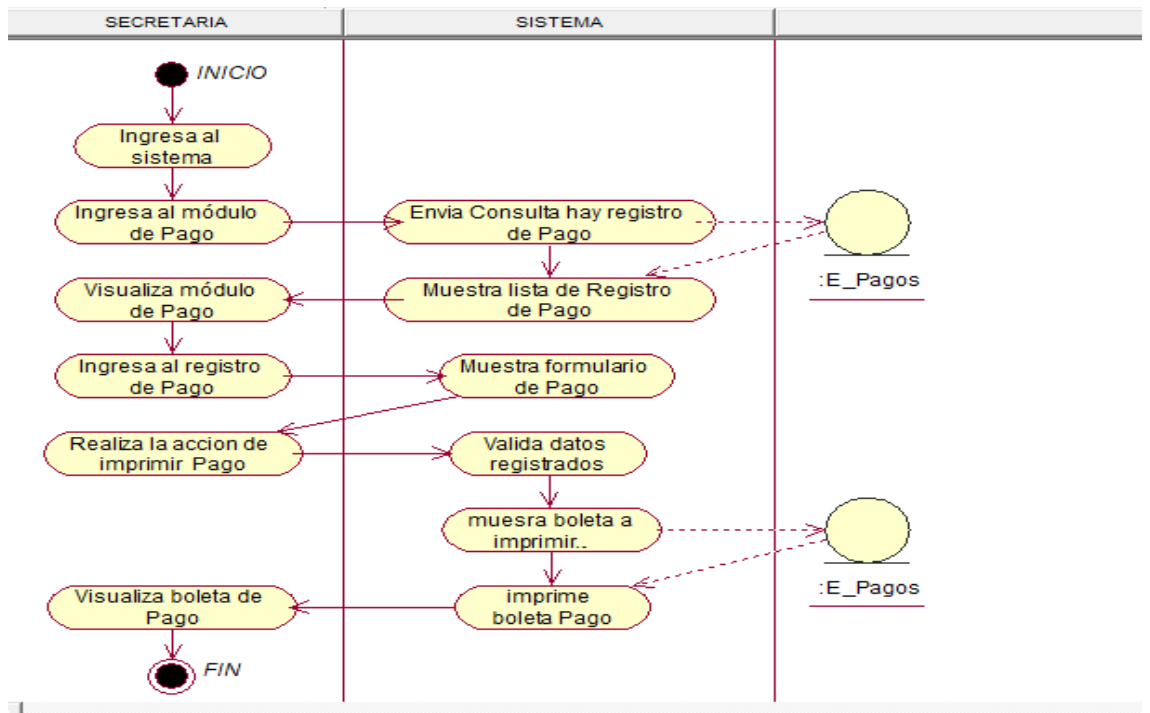 SECRETARIA
SISTEMA
INICIO
Ingresa al
sistema
Ingresa al módulo
de Pago
Envia Consulta hay registro
de Pago
:E_Pagos
Visualiza módulo
de Pago
Muestra lista de Registro
de Pago
Ingresa al registro
de Pago
Muestra formulario
de Pago
Realiza la accion de
imprimir Pago
Valida datos
registrados
muesra boleta a
imprimir..
:E_Pagos
Visualiza boleta de
Pago
imprime
boleta Pago
FIN